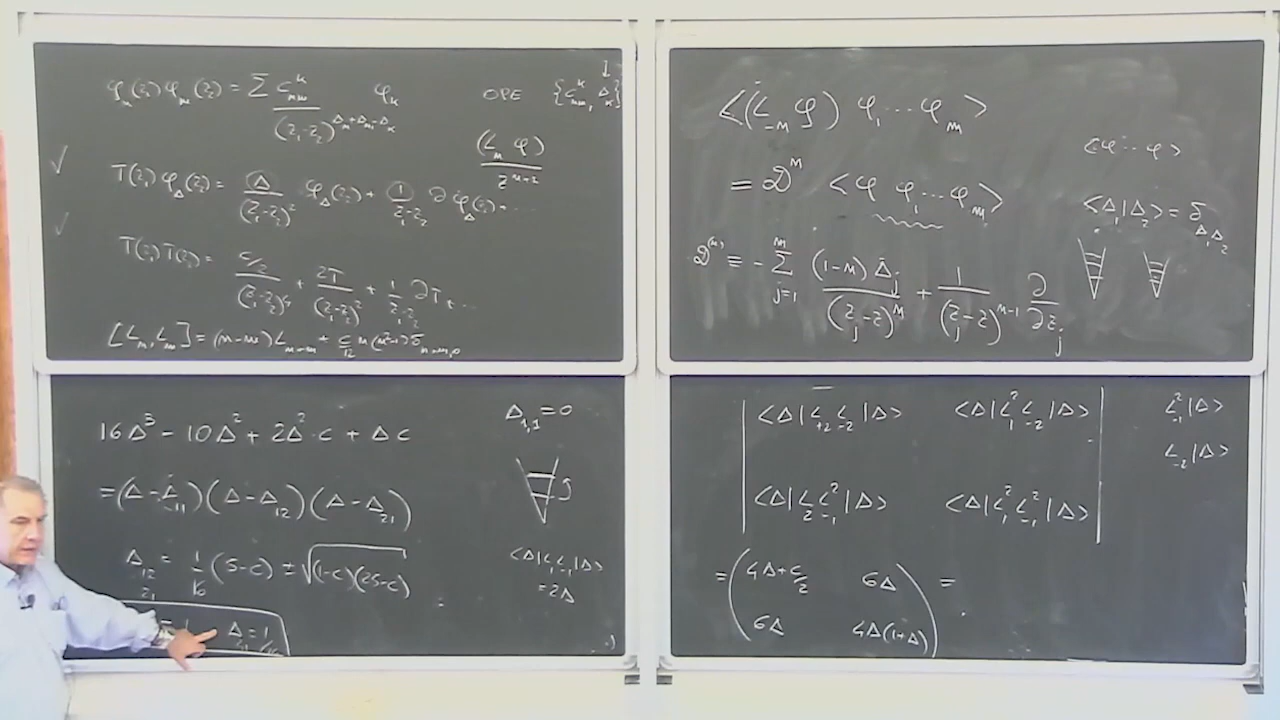 φ_n(z_1) φ_m(z_2) = Σ C^k_{nm} / (z_1-z_2)^{Δ_n+Δ_m-Δ_k} φ_k
OPE {C^k_{nm}, Δ_k}
(L_n φ) / z^{n+2}
T(z_1) φ_Δ(z_2) = Δ / (z_1-z_2)^2 φ_Δ(z_2) + 1 / z_1-z_2 ∂φ_Δ(z_2) + ...
T(z_1) T(z_2) = c/2 / (z_1-z_2)^4 + 2T / (z_1-z_2)^2 + 1 / z_1-z_2 ∂T + ...
[L_n, L_m] = (n-m) L_{n+m} + c/12 n(n^2-1) δ_{n+m,0}
<(L_{-n} φ) φ_1 ... φ_m>
= D^n <φ φ_1 ... φ_m>
D^{(n)} = - Σ_{j=1}^m (1-n) Δ_j / (z_j-z)^n + 1 / (z_j-z)^{n-1} ∂/∂z_j
<φ ... φ>
<Δ_1|Δ_2> = δ_{Δ_1 Δ_2}
16Δ^3 - 10Δ^2 + 2Δ^2 c + Δc
= (Δ-Δ_{11})(Δ-Δ_{12})(Δ-Δ_{21})
Δ_{12}_{21} = 1/16 (5-c) ± √(1-c)(25-c)
Δ_{21} = 1/16
Δ_{1,1} = 0
<Δ|L_1 L_{-1}|Δ>
= 2Δ
<Δ|L_{+2} L_{-2}|Δ> <Δ|L_1^2 L_{-2}|Δ>
<Δ|L_2 L_{-1}^2|Δ> <Δ|L_1^2 L_{-1}^2|Δ>
L_{-1}^2|Δ>
L_{-2}|Δ>
= ( 4Δ+c/2 6Δ
6Δ 4Δ(1+Δ) ) =